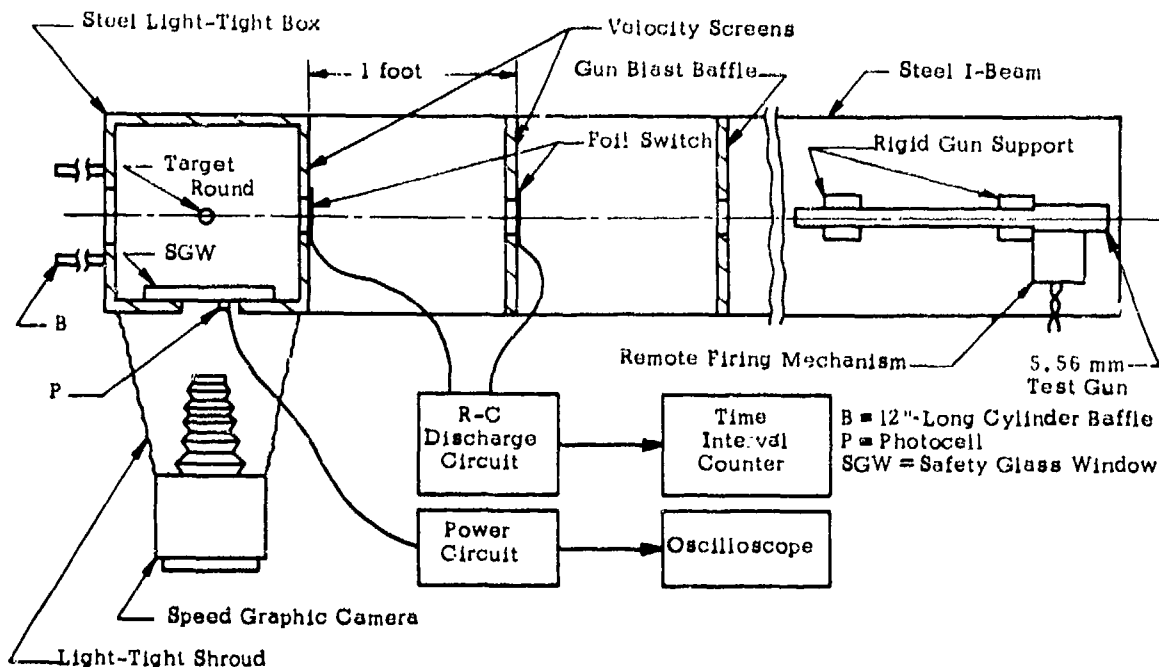 Steel Light-Tight Box
Velocity Screens
1 foot
Gun Blast Baffle
Steel I-Beam
Foil Switch
Rigid Gun Support
Target
Round
SGW
B
P
Remote Firing Mechanism
5.56 mm
Test Gun
R-C
Discharge
Circuit
Time
Interval
Counter
B = 12"-Long Cylinder Baffle
P = Photocell
SGW = Safety Glass Window
Power
Circuit
Oscilloscope
Speed Graphic Camera
Light-Tight Shroud